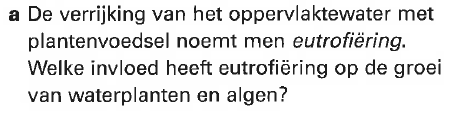 a De verrijking van het oppervlaktewater met
plantenvoedsel noemt men eutrofiëring.
Welke invloed heeft eutrofiëring op de groei
van waterplanten en algen?